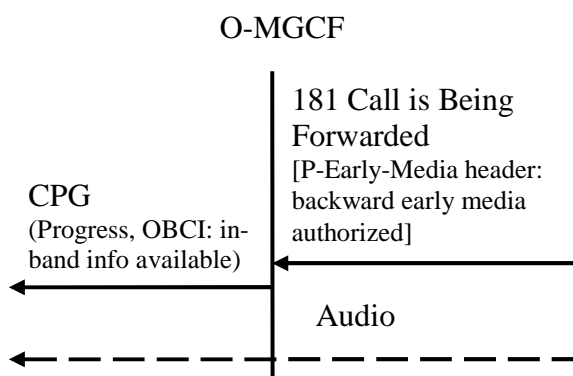 O-MGCF
181 Call is Being
Forwarded
[P-Early-Media header:
backward early media
authorized]
CPG
(Progress, OBCI: in-
band info available)
Audio